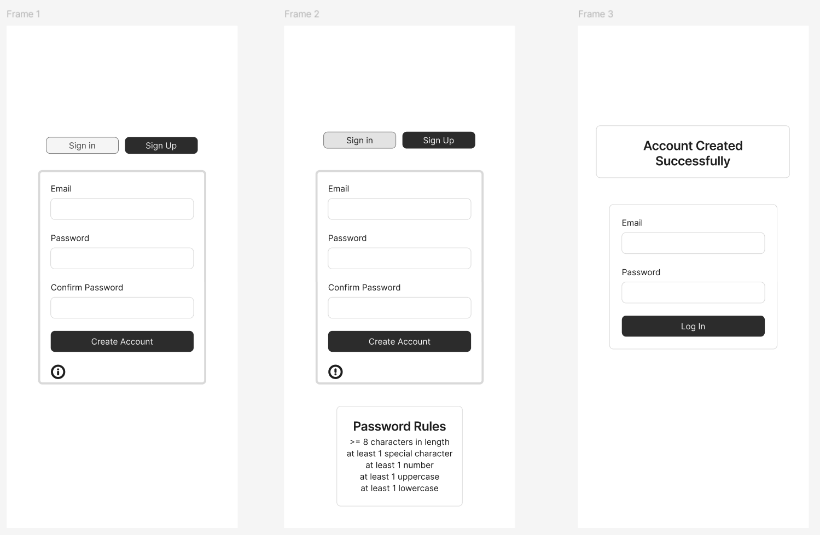 Frame 1
Sign in
Sign Up
Email
Password
Confirm Password
Create Account
Frame 2
Sign in
Sign Up
Email
Password
Confirm Password
Create Account
Password Rules
>= 8 characters in length
at least 1 special character
at least 1 number
at least 1 uppercase
at least 1 lowercase
Frame 3
Account Created
Successfully
Email
Password
Log In